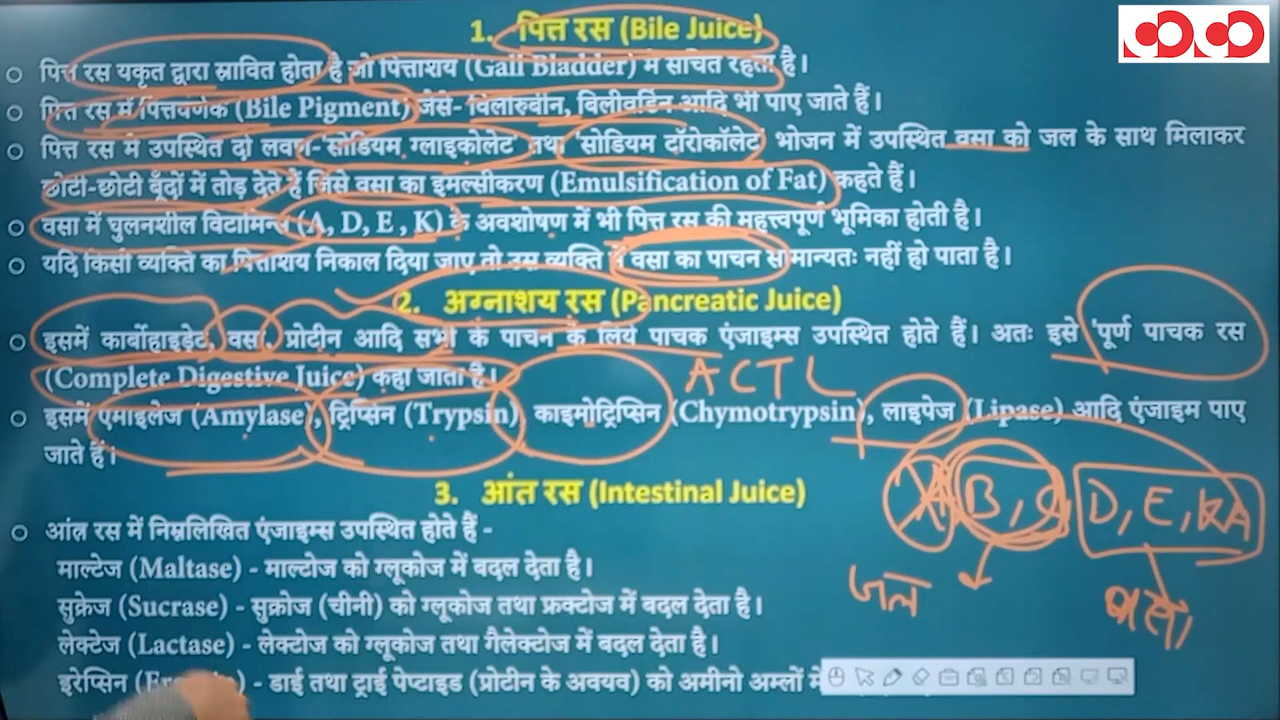 1. पित्त रस (Bile Juice)
पित्त रस यकृत द्वारा स्रावित होता है जो पित्ताशय (Gall Bladder) में संचित रहता है।
पित्त रस में पित्तवर्णक (Bile Pigment) जैसे- बिलीरुबीन, बिलीवर्डिन आदि भी पाए जाते हैं।
पित्त रस में उपस्थित दो लवण-'सोडियम ग्लाइकोलेट' तथा 'सोडियम टॉरोकॉलेट' भोजन में उपस्थित वसा को जल के साथ मिलाकर
छोटी-छोटी बूँदों में तोड़ देते हैं जिसे वसा का इमल्सीकरण (Emulsification of Fat) कहते हैं।
वसा में घुलनशील विटामिन्स (A, D, E , K) के अवशोषण में भी पित्त रस की महत्त्वपूर्ण भूमिका होती है।
यदि किसी व्यक्ति का पित्ताशय निकाल दिया जाए तो उस व्यक्ति में वसा का पाचन सामान्यतः नहीं हो पाता है।
2. अग्नाशय रस (Pancreatic Juice)
इसमें कार्बोहाइड्रेट, वसा, प्रोटीन आदि सभी के पाचन के लिये पाचक एंजाइम्स उपस्थित होते हैं। अतः इसे 'पूर्ण पाचक रस
(Complete Digestive Juice) कहा जाता है।
ACTL
इसमें एमाइलेज (Amylase), ट्रिप्सिन (Trypsin), काइमोट्रिप्सिन (Chymotrypsin), लाइपेज (Lipase) आदि एंजाइम पाए
जाते हैं।
B, C D, E, K A
3. आंत रस (Intestinal Juice)
आंत्र रस में निम्नलिखित एंजाइम्स उपस्थित होते हैं -
माल्टेज (Maltase) - माल्टोज को ग्लूकोज में बदल देता है।
जल
सुक्रेज (Sucrase) - सुक्रोज (चीनी) को ग्लूकोज तथा फ्रक्टोज में बदल देता है।
लेक्टेज (Lactase) - लेक्टोज को ग्लूकोज तथा गैलेक्टोज में बदल देता है।
इरेप्सिन - डाई तथा ट्राई पेप्टाइड (प्रोटीन के अवयव) को अमीनो अम्लों में